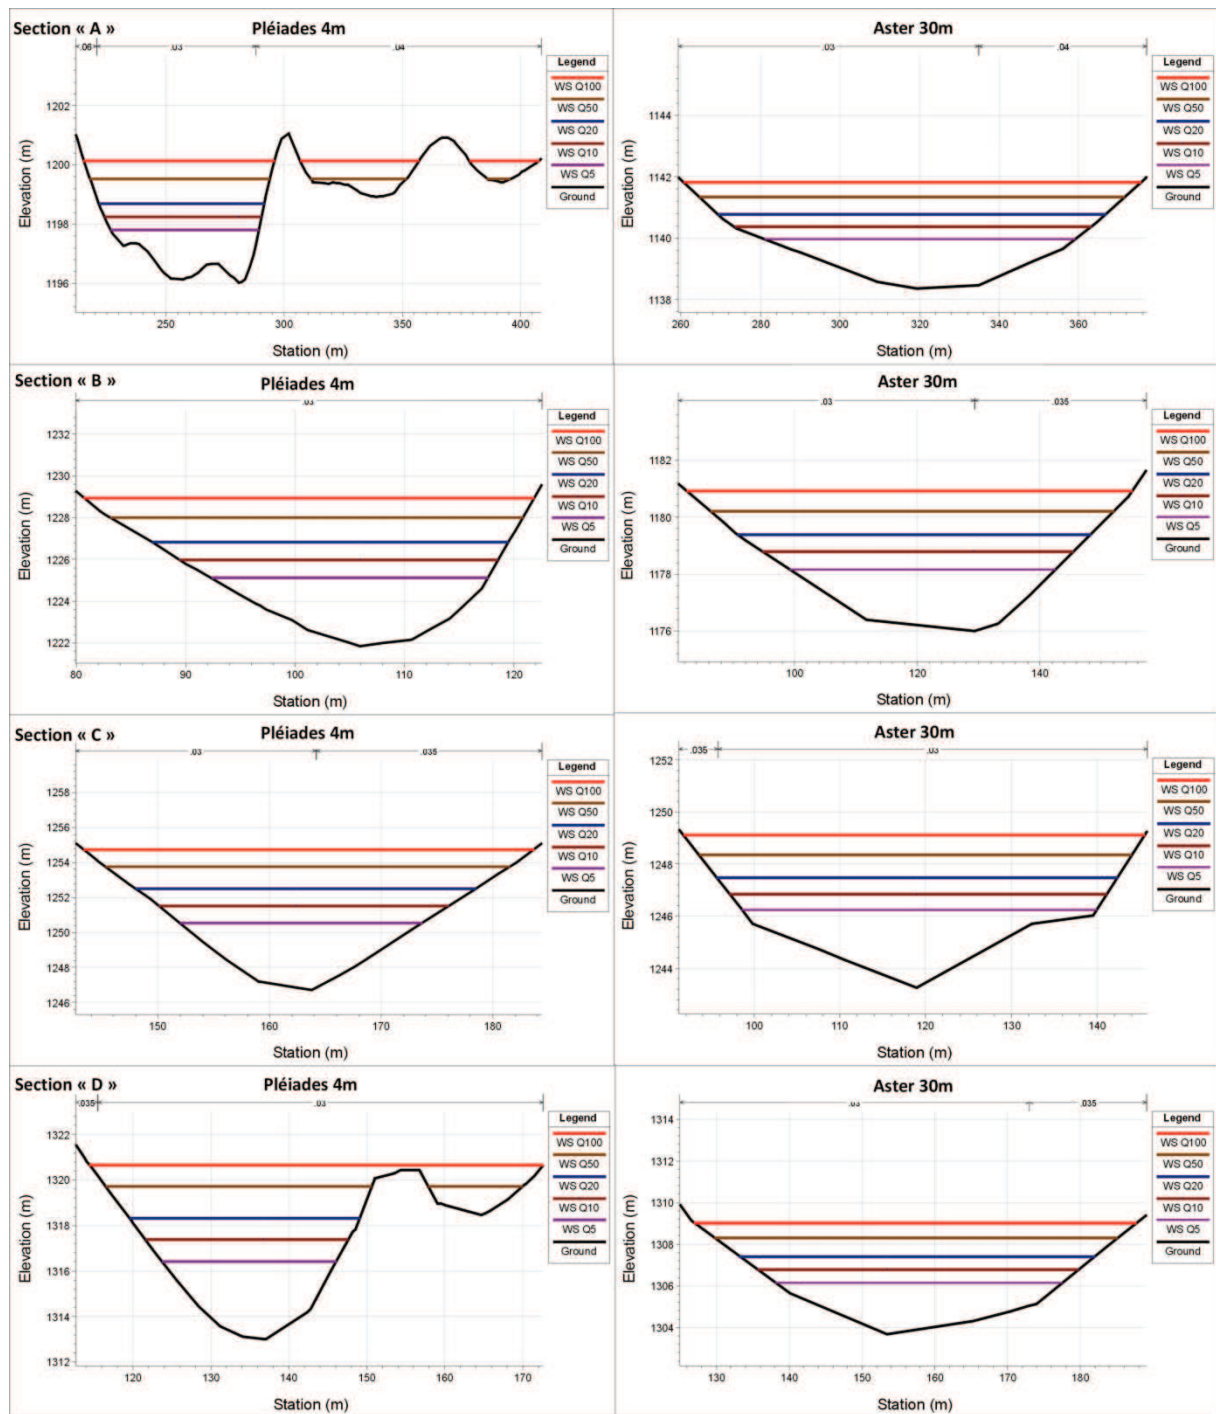 Section « A »
Pléiades 4m
.06 .03 .04
Elevation (m)
1202
1200
1198
1196
250 300 350 400
Station (m)
Legend
WS Q100
WS Q50
WS Q20
WS Q10
WS Q5
Ground
Aster 30m
.03 .04
Elevation (m)
1144
1142
1140
1138
260 280 300 320 340 360
Station (m)
Legend
WS Q100
WS Q50
WS Q20
WS Q10
WS Q5
Ground
Section « B »
Pléiades 4m
.03
Elevation (m)
1232
1230
1228
1226
1224
1222
80 90 100 110 120
Station (m)
Legend
WS Q100
WS Q50
WS Q20
WS Q10
WS Q5
Ground
Aster 30m
.03 .035
Elevation (m)
1182
1180
1178
1176
100 120 140
Station (m)
Legend
WS Q100
WS Q50
WS Q20
WS Q10
WS Q5
Ground
Section « C »
Pléiades 4m
.03 .035
Elevation (m)
1258
1256
1254
1252
1250
1248
1246
150 160 170 180
Station (m)
Legend
WS Q100
WS Q50
WS Q20
WS Q10
WS Q5
Ground
Aster 30m
.035 .03
Elevation (m)
1252
1250
1248
1246
1244
100 110 120 130 140
Station (m)
Legend
WS Q100
WS Q50
WS Q20
WS Q10
WS Q5
Ground
Section « D »
Pléiades 4m
.035 .03
Elevation (m)
1322
1320
1318
1316
1314
1312
120 130 140 150 160 170
Station (m)
Legend
WS Q100
WS Q50
WS Q20
WS Q10
WS Q5
Ground
Aster 30m
.03 .035
Elevation (m)
1314
1312
1310
1308
1306
1304
130 140 150 160 170 180
Station (m)
Legend
WS Q100
WS Q50
WS Q20
WS Q10
WS Q5
Ground